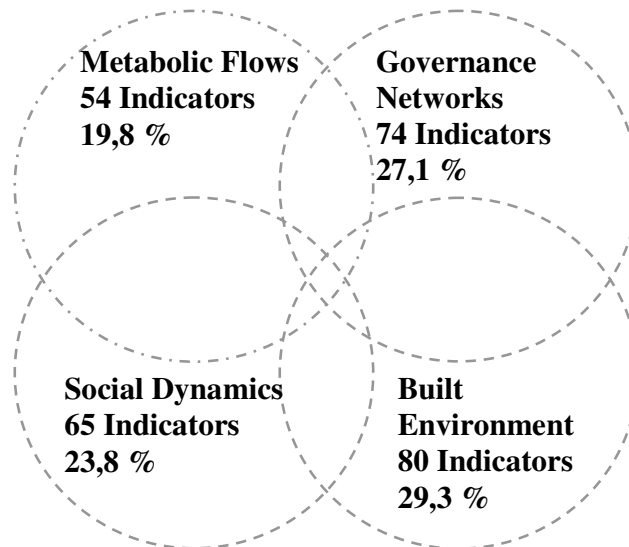 Metabolic Flows
54 Indicators
19,8 %
Governance
Networks
74 Indicators
27,1 %
Social Dynamics
65 Indicators
23,8 %
Built
Environment
80 Indicators
29,3 %